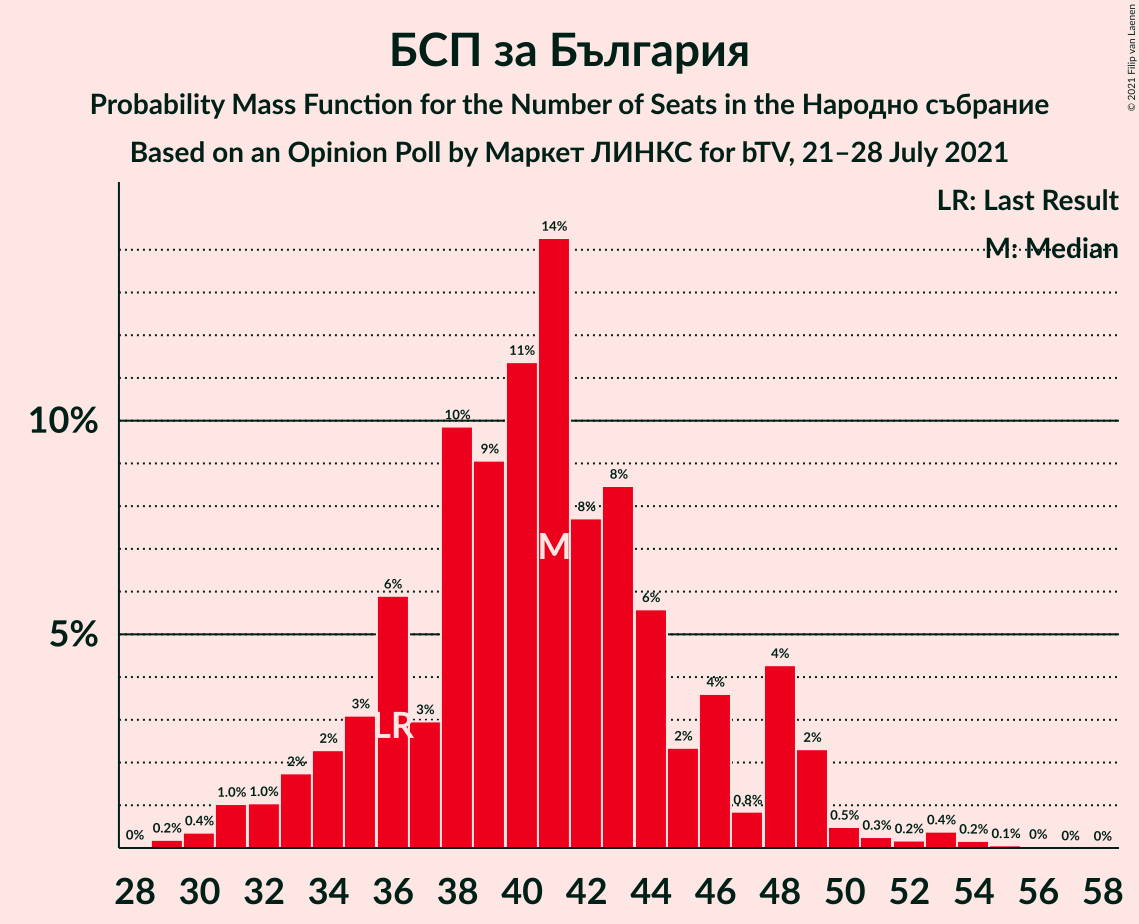 БСП за България
Probability Mass Function for the Number of Seats in the Народно събрание
Based on an Opinion Poll by Маркет ЛИНКС for bTV, 21–28 July 2021
© 2021 Filip van Laenen
LR: Last Result
M: Median
10%
5%
0% 0.2% 0.4% 1.0% 1.0% 2% 2% 3% 6% 3% 10% 9% 11% 14% 8% 8% 6% 2% 4% 0.8% 4% 2% 0.5% 0.3% 0.2% 0.4% 0.2% 0.1% 0% 0% 0%
LR
M
28 30 32 34 36 38 40 42 44 46 48 50 52 54 56 58